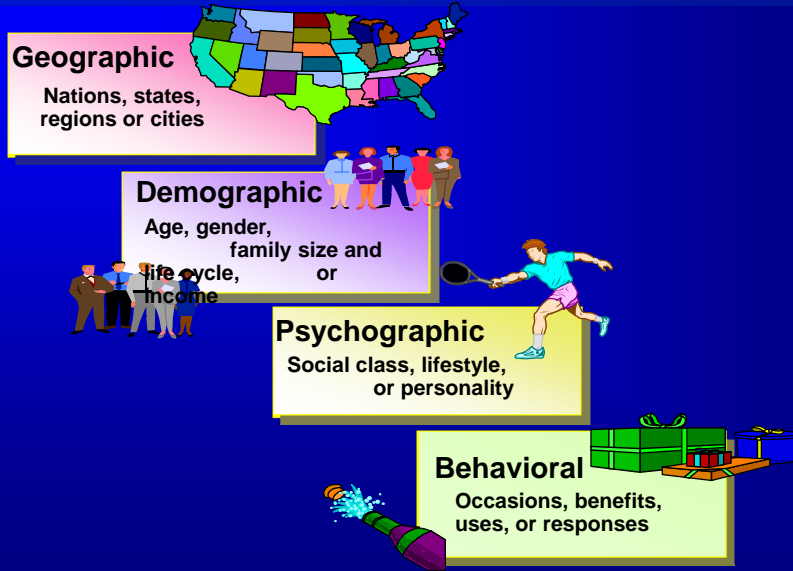 Geographic
Nations, states,
regions or cities
Demographic
Age, gender,
family size and
life cycle, or
income
Psychographic
Social class, lifestyle,
or personality
Behavioral
Occasions, benefits,
uses, or responses